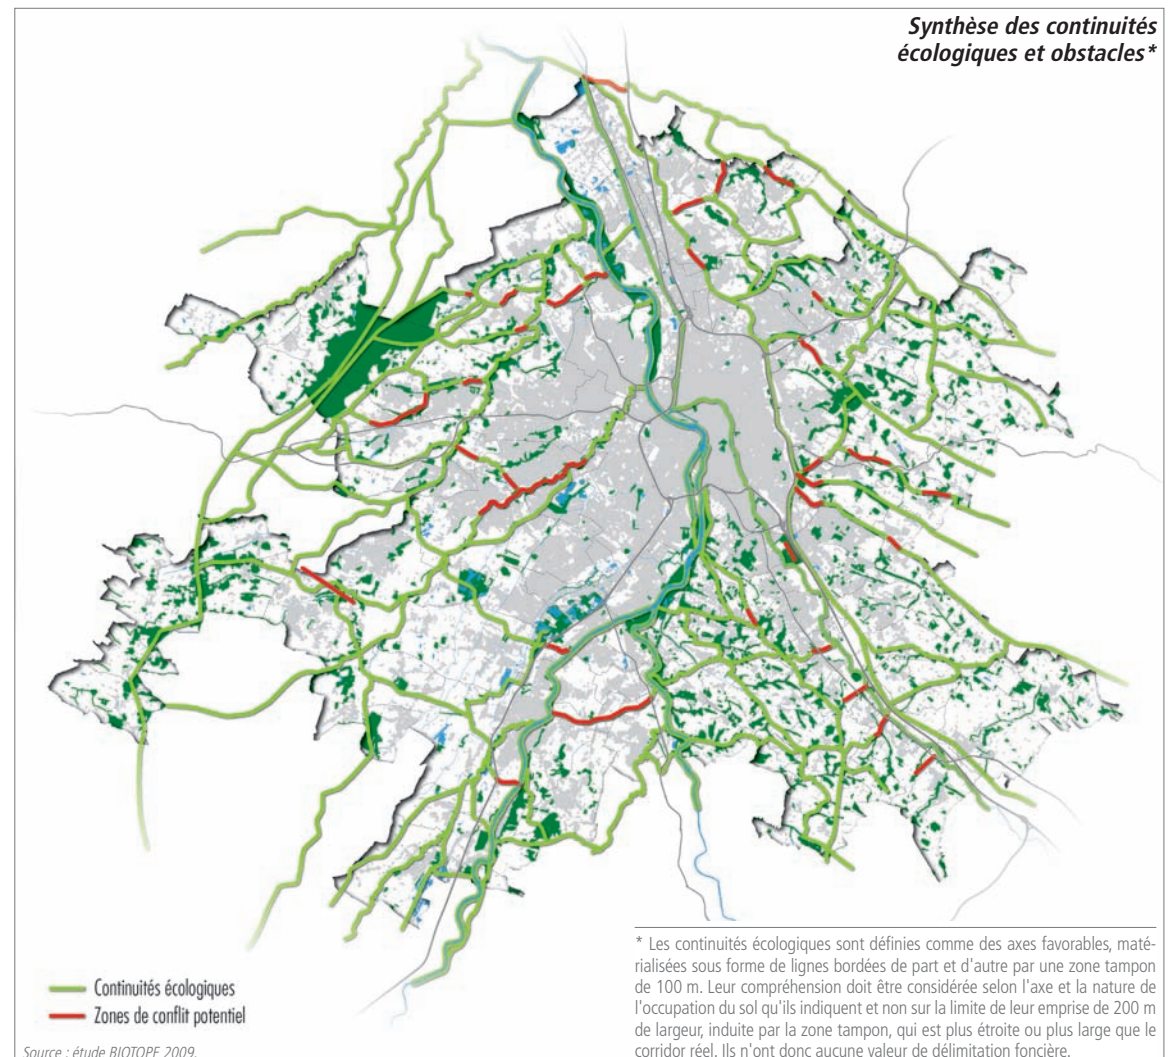 Synthèse des continuités
écologiques et obstacles*
Continuités écologiques
Zones de conflit potentiel
Source : étude BIOTOPE 2009.
* Les continuités écologiques sont définies comme des axes favorables, maté-
rialisées sous forme de lignes bordées de part et d'autre par une zone tampon
de 100 m. Leur compréhension doit être considérée selon l'axe et la nature de
l'occupation du sol qu'ils indiquent et non sur la limite de leur emprise de 200 m
de largeur, induite par la zone tampon, qui est plus étroite ou plus large que le
corridor réel. Ils n'ont donc aucune valeur de délimitation foncière.